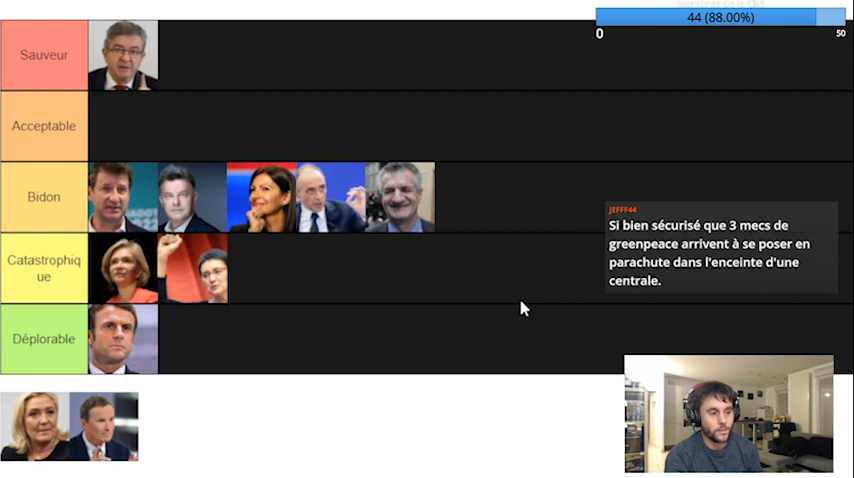 44 (88.00%)
0
50
Sauveur
Acceptable
Bidon
JEFFF44
Si bien sécurisé que 3 mecs de
greenpeace arrivent à se poser en
parachute dans l'enceinte d'une
centrale.
Catastrophiq
ue
Déplorable